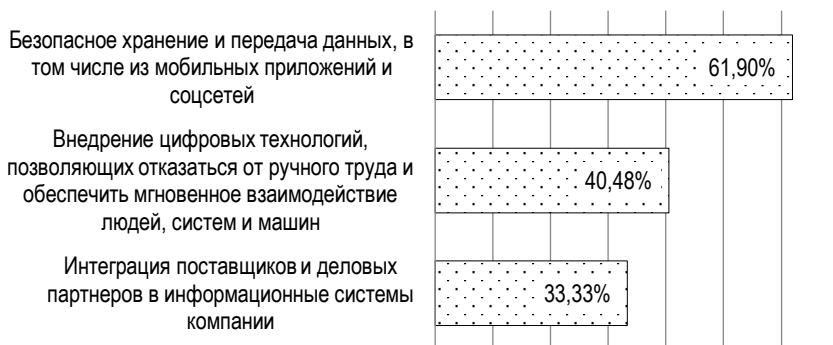 Безопасное хранение и передача данных, в
том числе из мобильных приложений и
соцсетей
61,90%
Внедрение цифровых технологий,
позволяющих отказаться от ручного труда и
обеспечить мгновенное взаимодействие
людей, систем и машин
40,48%
Интеграция поставщиков и деловых
партнеров в информационные системы
компании
33,33%